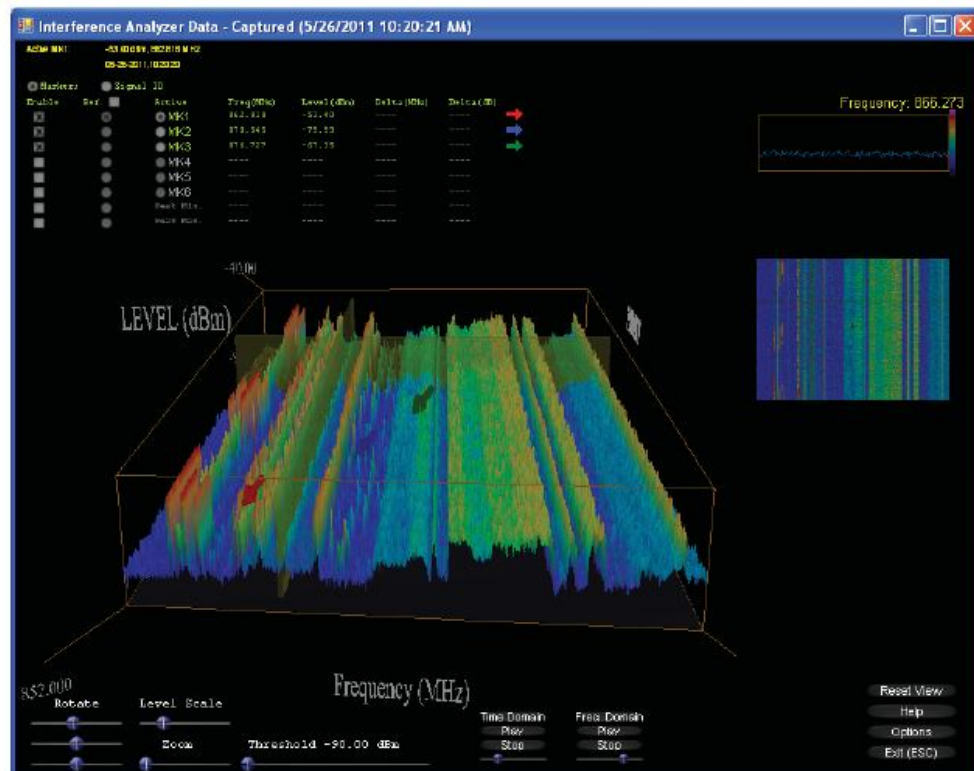 Interference Analyzer Data - Captured (5/26/2011 10:20:21 AM)
Active MK1
Markers Signal ID
Enable Ref. Active Freq(MHz) Level(dBm) Delta(MHz) Delta(dB)
MK1
MK2
MK3
MK4 ---- ---- ---- ----
MK5 ---- ---- ---- ----
MK6 ---- ---- ---- ----
Frequency: 866.273
-40.00
LEVEL (dBm)
852.000
Frequency (MHz)
Rotate Level Scale
Zoom Threshold -90.00 dBm
Time Domain Freq. Domain
Play Play
Stop Stop
Reset View
Help
Options
Exit (ESC)